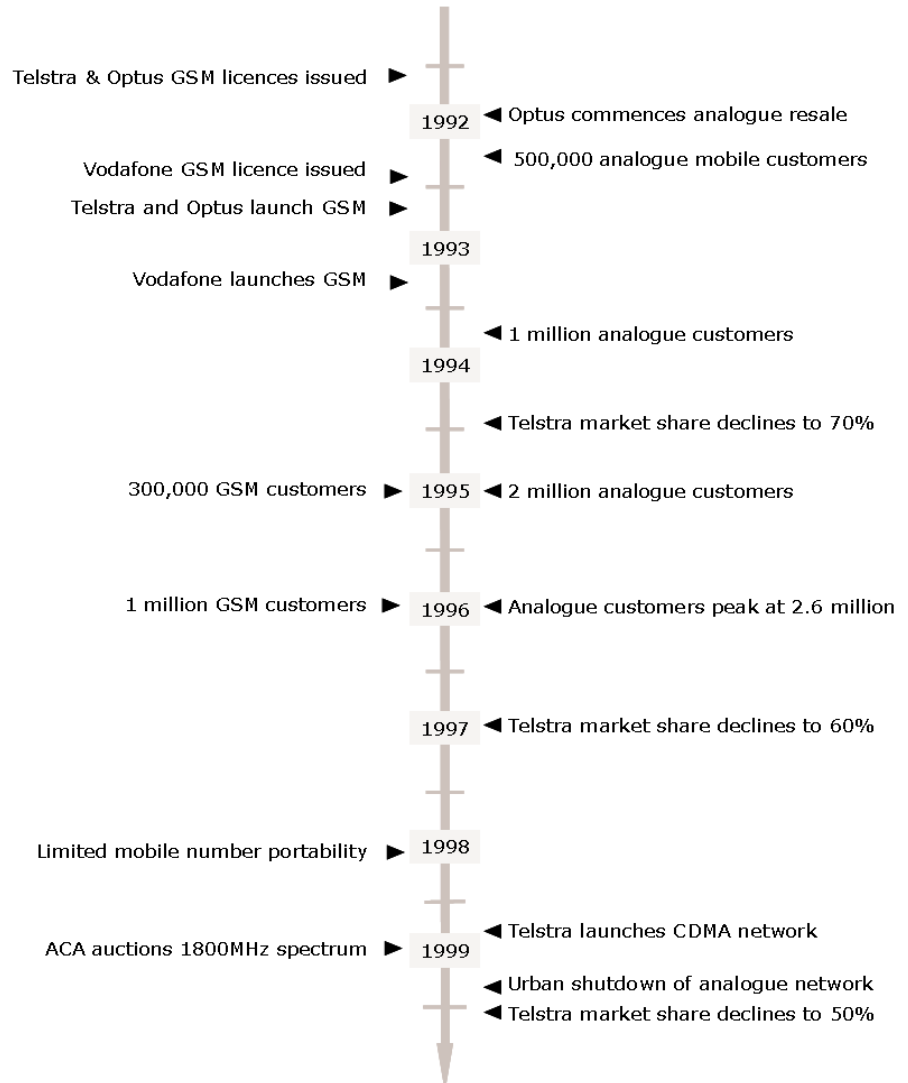 Telstra & Optus GSM licences issued
1992
Optus commences analogue resale
500,000 analogue mobile customers
Vodafone GSM licence issued
Telstra and Optus launch GSM
1993
Vodafone launches GSM
1 million analogue customers
1994
Telstra market share declines to 70%
300,000 GSM customers
1995
2 million analogue customers
1 million GSM customers
1996
Analogue customers peak at 2.6 million
1997
Telstra market share declines to 60%
Limited mobile number portability
1998
Telstra launches CDMA network
ACA auctions 1800MHz spectrum
1999
Urban shutdown of analogue network
Telstra market share declines to 50%